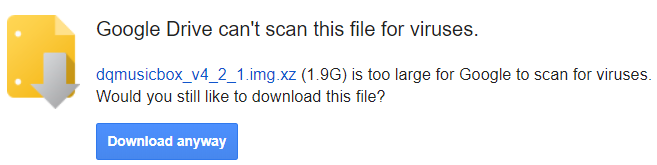 Google Drive can't scan this file for viruses.
dqmusicbox_v4_2_1.img.xz (1.9G) is too large for Google to scan for viruses.
Would you still like to download this file?
Download anyway